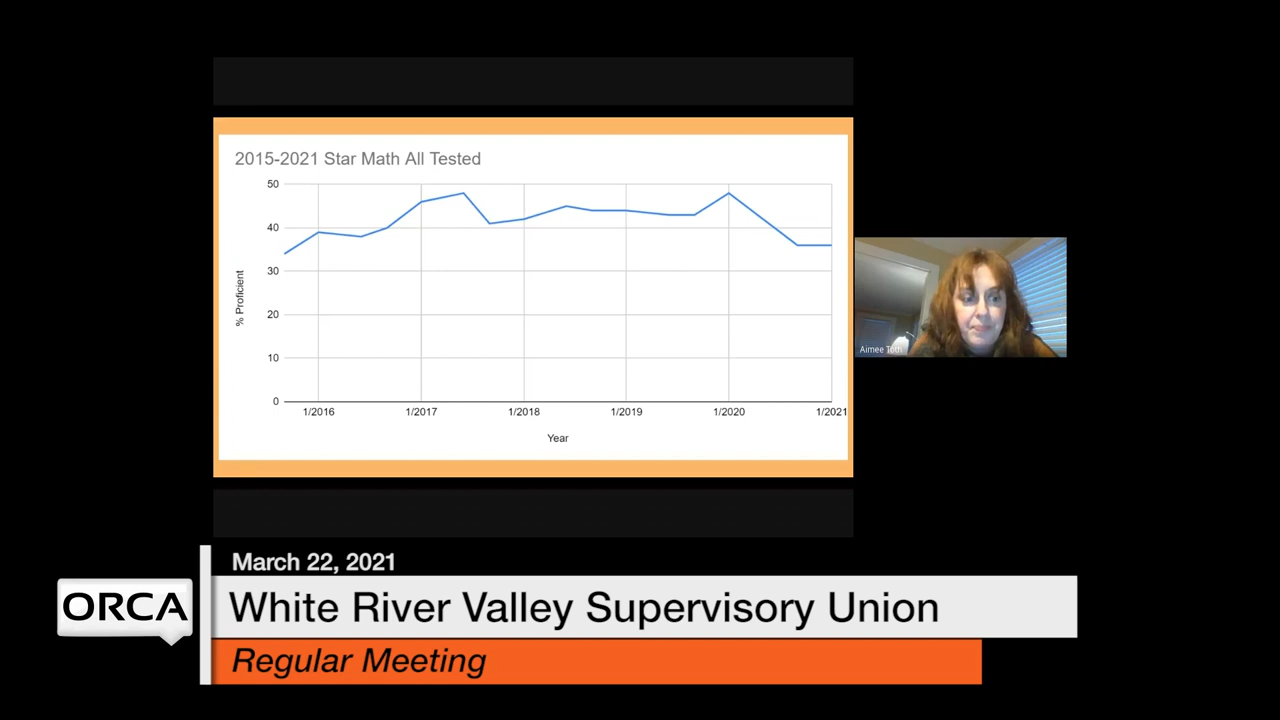 2015-2021 Star Math All Tested
50
40
30
20
10
0
% Proficient
1/2016 1/2017 1/2018 1/2019 1/2020 1/2021
Year
Aimee Toth
March 22, 2021
ORCA
White River Valley Supervisory Union
Regular Meeting